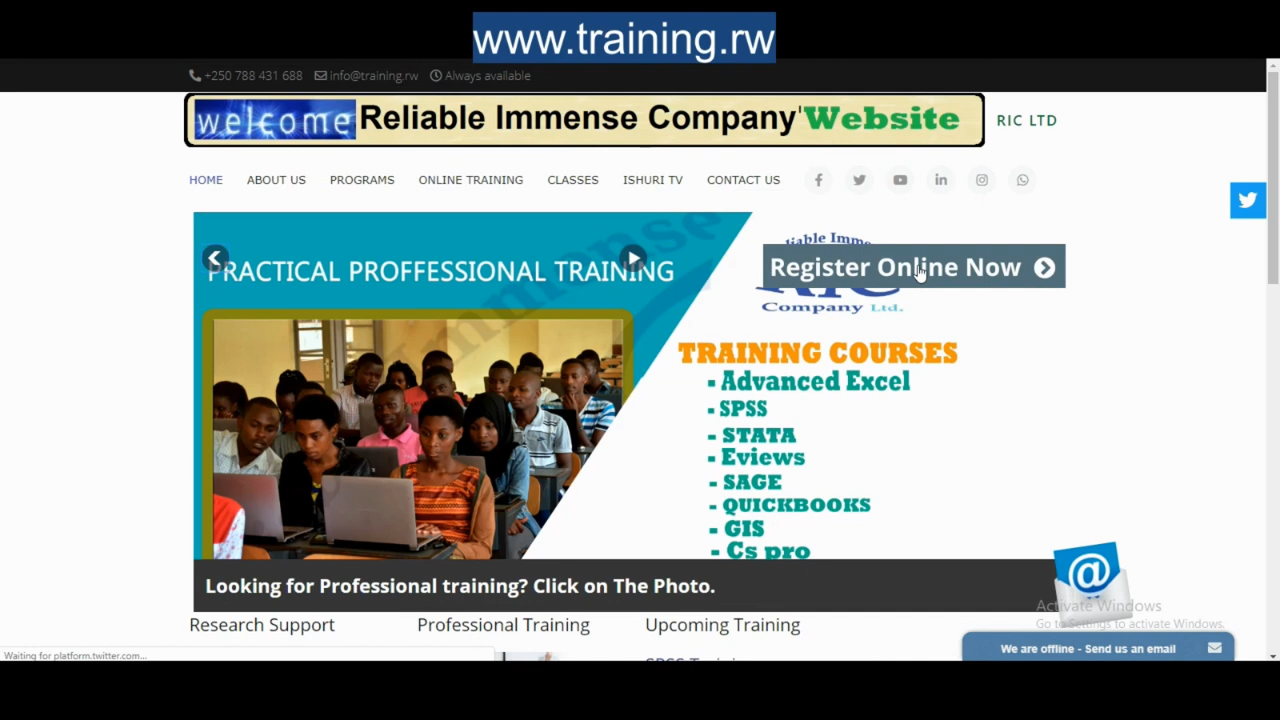 www.training.rw
+250 788 431 688 info@training.rw Always available
welcome Reliable Immense Company'Website RIC LTD
HOME ABOUT US PROGRAMS ONLINE TRAINING CLASSES ISHURI TV CONTACT US
PRACTICAL PROFFESSIONAL TRAINING
Immense
Register Online Now
Company Ltd.
TRAINING COURSES
- Advanced Excel
- SPSS
- STATA
- Eviews
- SAGE
- QUICKBOOKS
- GIS
- Cs pro
Looking for Professional training? Click on The Photo.
Activate Windows
Go to Settings to activate Windows.
Research Support Professional Training Upcoming Training
We are offline - Send us an email
Waiting for platform.twitter.com...